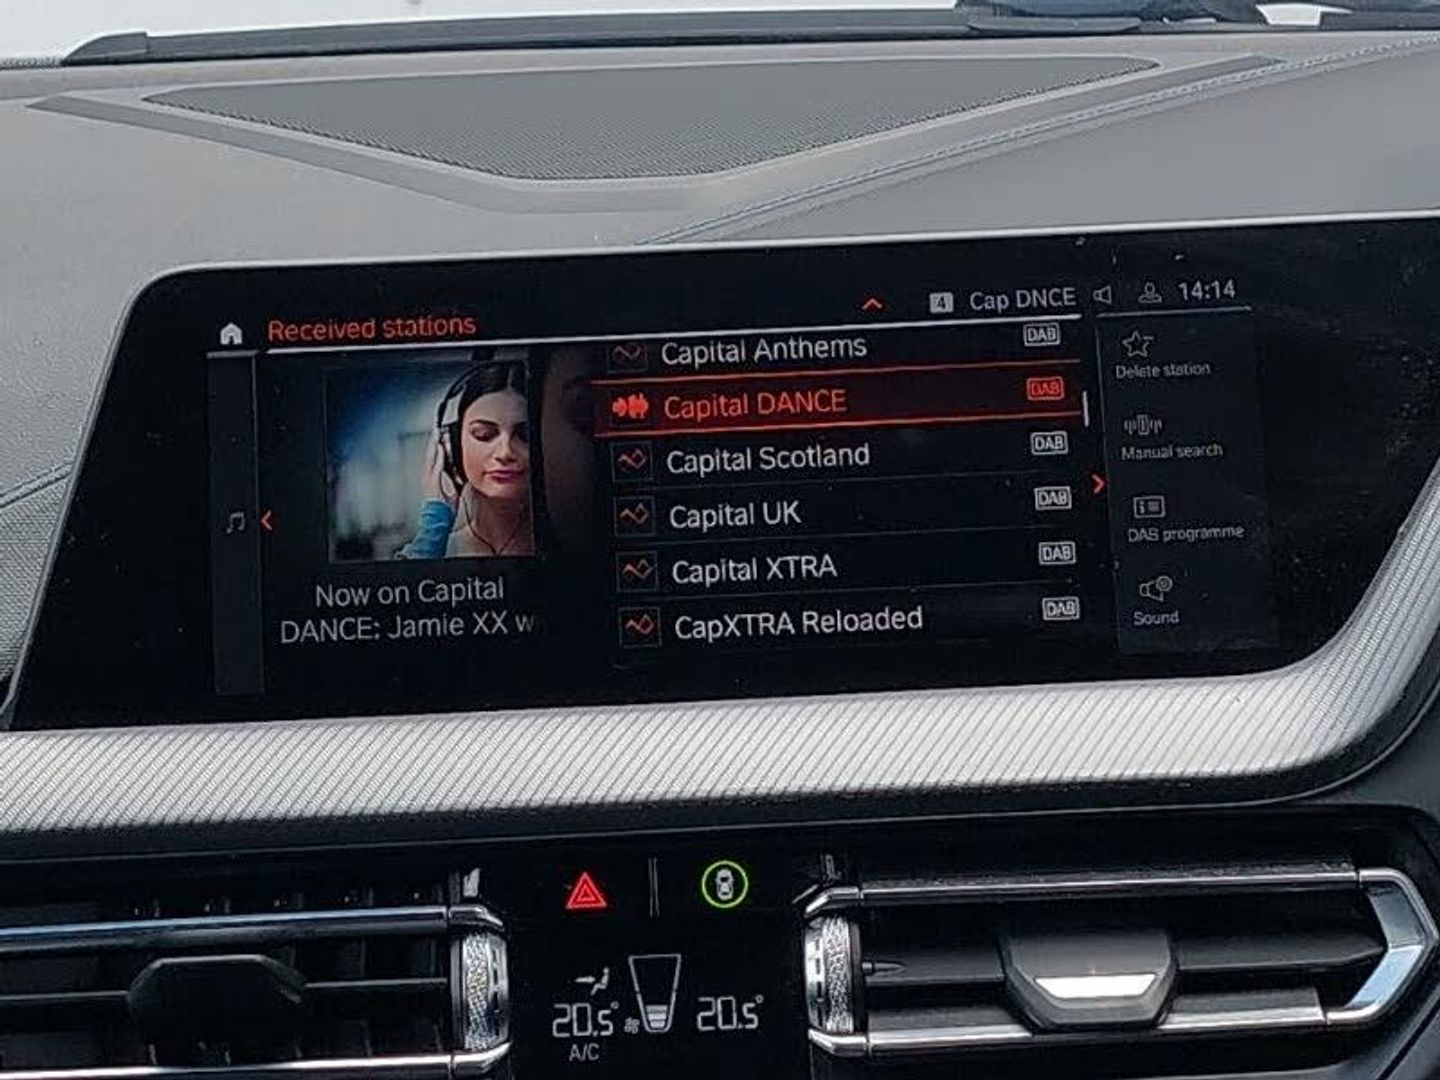 Received stations
4 Cap DNCE 14:14
Capital Anthems DAB
Capital DANCE DAB
Capital Scotland DAB
Capital UK DAB
Capital XTRA DAB
CapXTRA Reloaded DAB
Now on Capital
DANCE: Jamie XX w
Delete station
Manual search
DAB programme
Sound
20.5° 20.5°
A/C